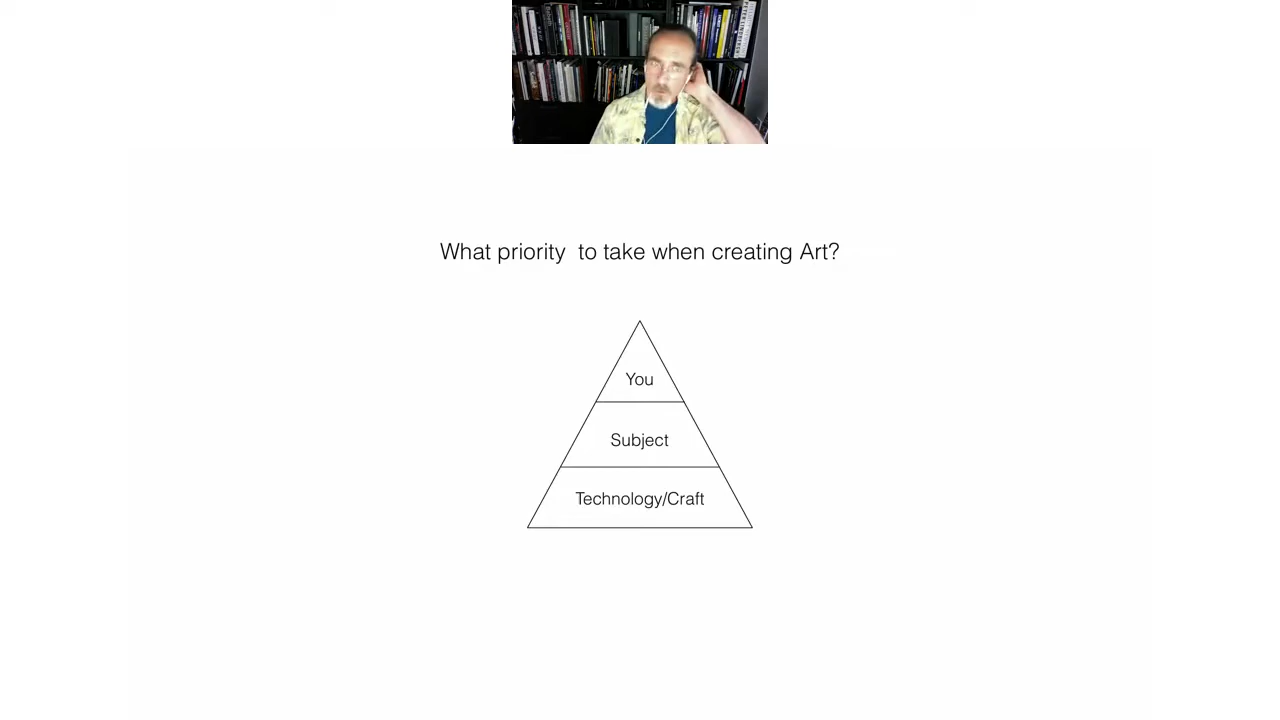 What priority  to take when creating Art?
You
Subject
Technology/Craft